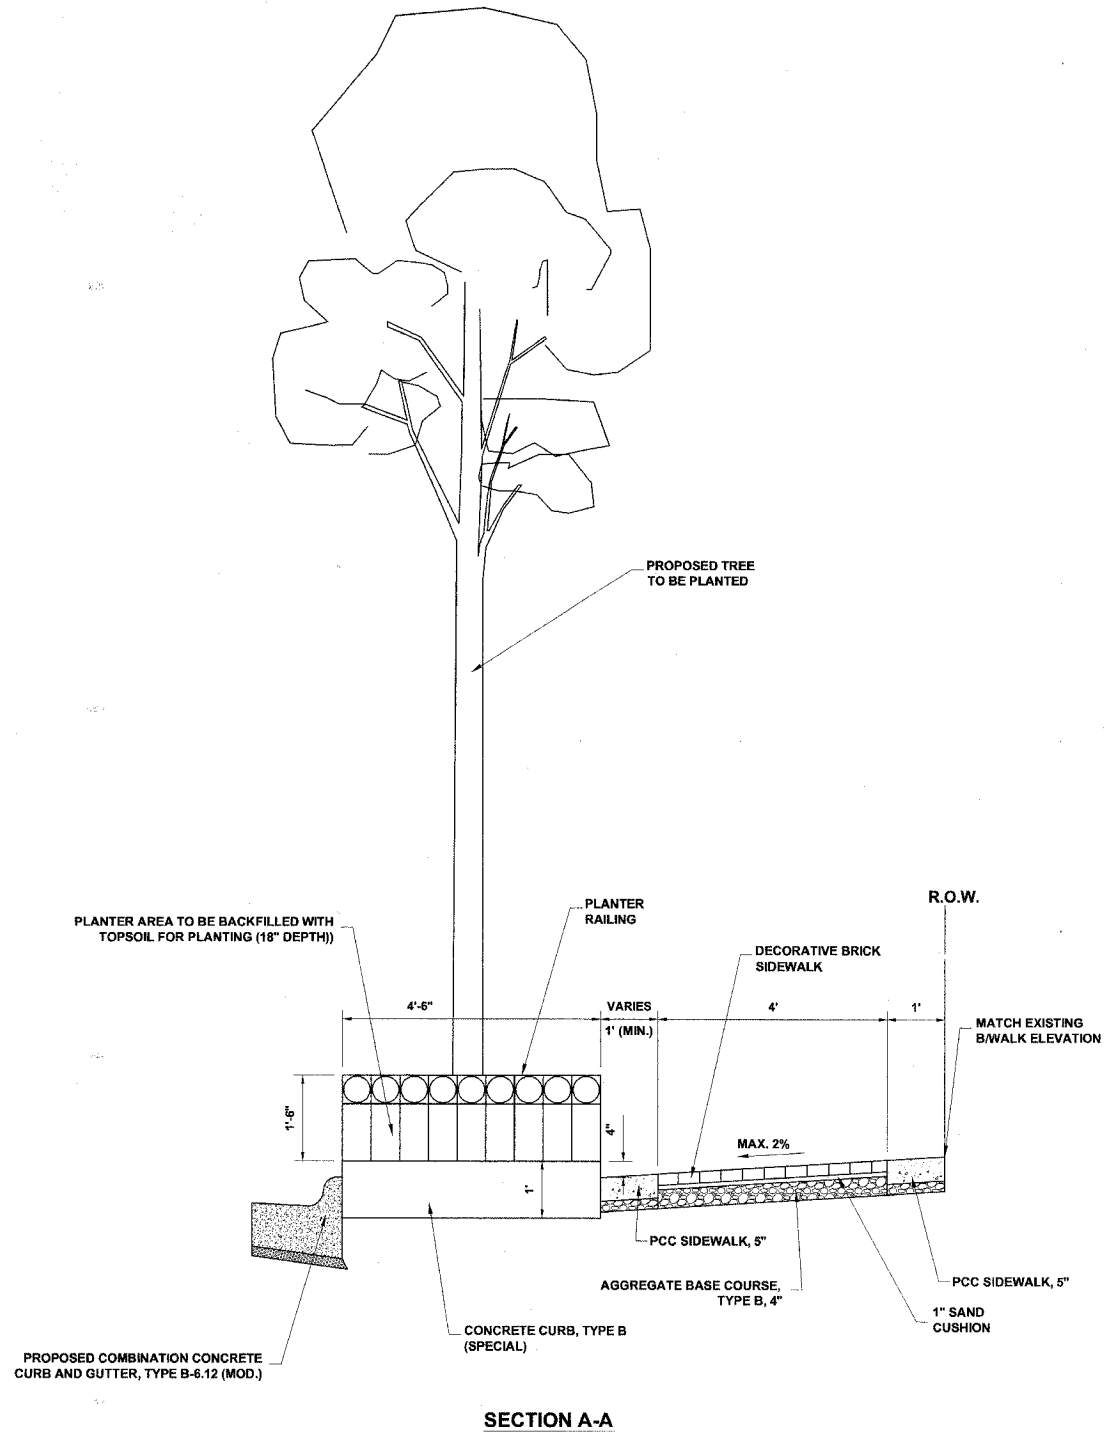 PROPOSED TREE
TO BE PLANTED
PLANTER AREA TO BE BACKFILLED WITH
TOPSOIL FOR PLANTING (18" DEPTH))
PLANTER
RAILING
R.O.W.
DECORATIVE BRICK
SIDEWALK
4'-6"
VARIES
1' (MIN.)
4'
1'
MATCH EXISTING
B/WALK ELEVATION
1'-6"
4"
MAX. 2%
1'
PCC SIDEWALK, 5"
AGGREGATE BASE COURSE,
TYPE B, 4"
PCC SIDEWALK, 5"
1" SAND
CUSHION
CONCRETE CURB, TYPE B
(SPECIAL)
PROPOSED COMBINATION CONCRETE
CURB AND GUTTER, TYPE B-6.12 (MOD.)
SECTION A-A